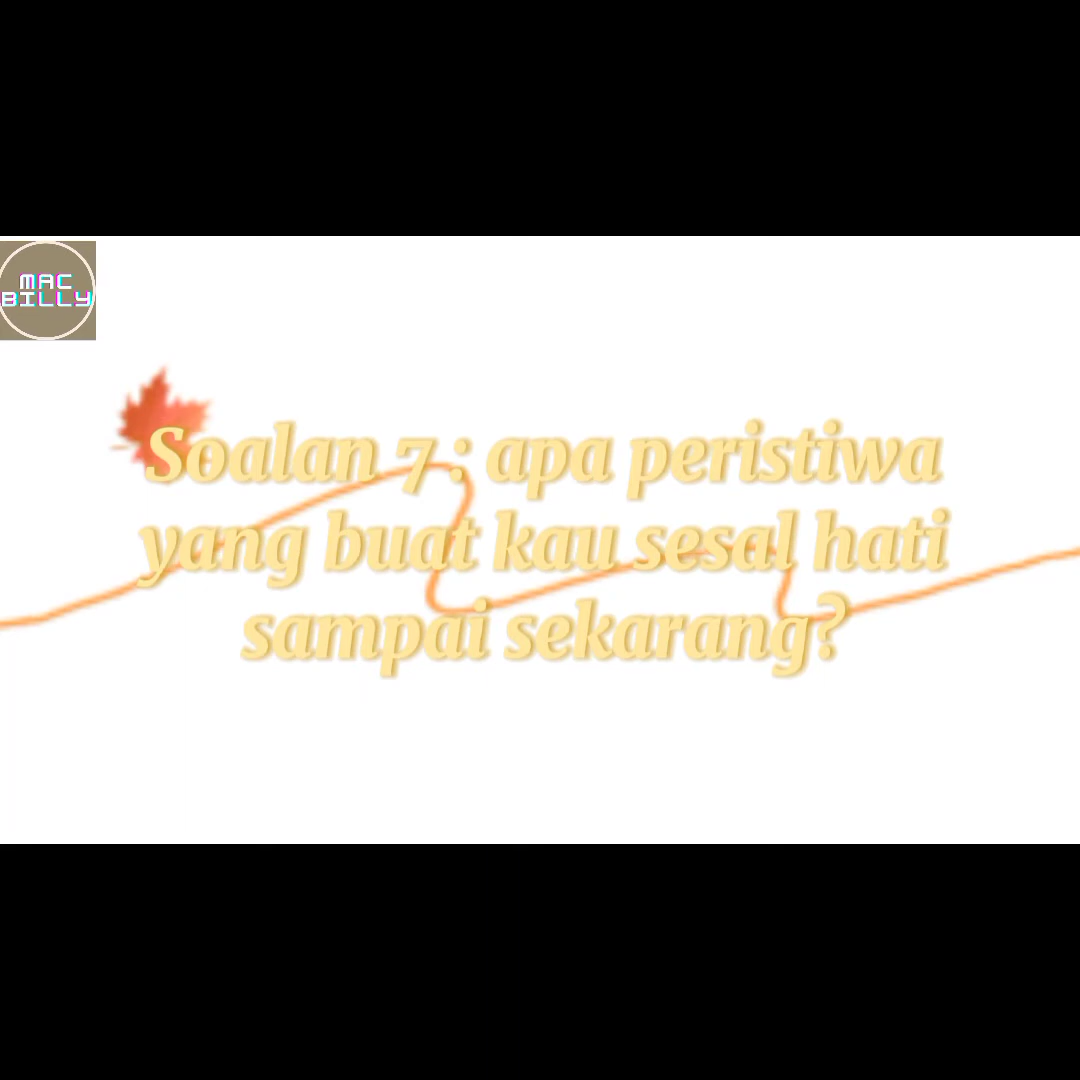 MAC
BILLY
Soalan 7 : apa peristiwa
yang buat kau sesal hati
sampai sekarang?